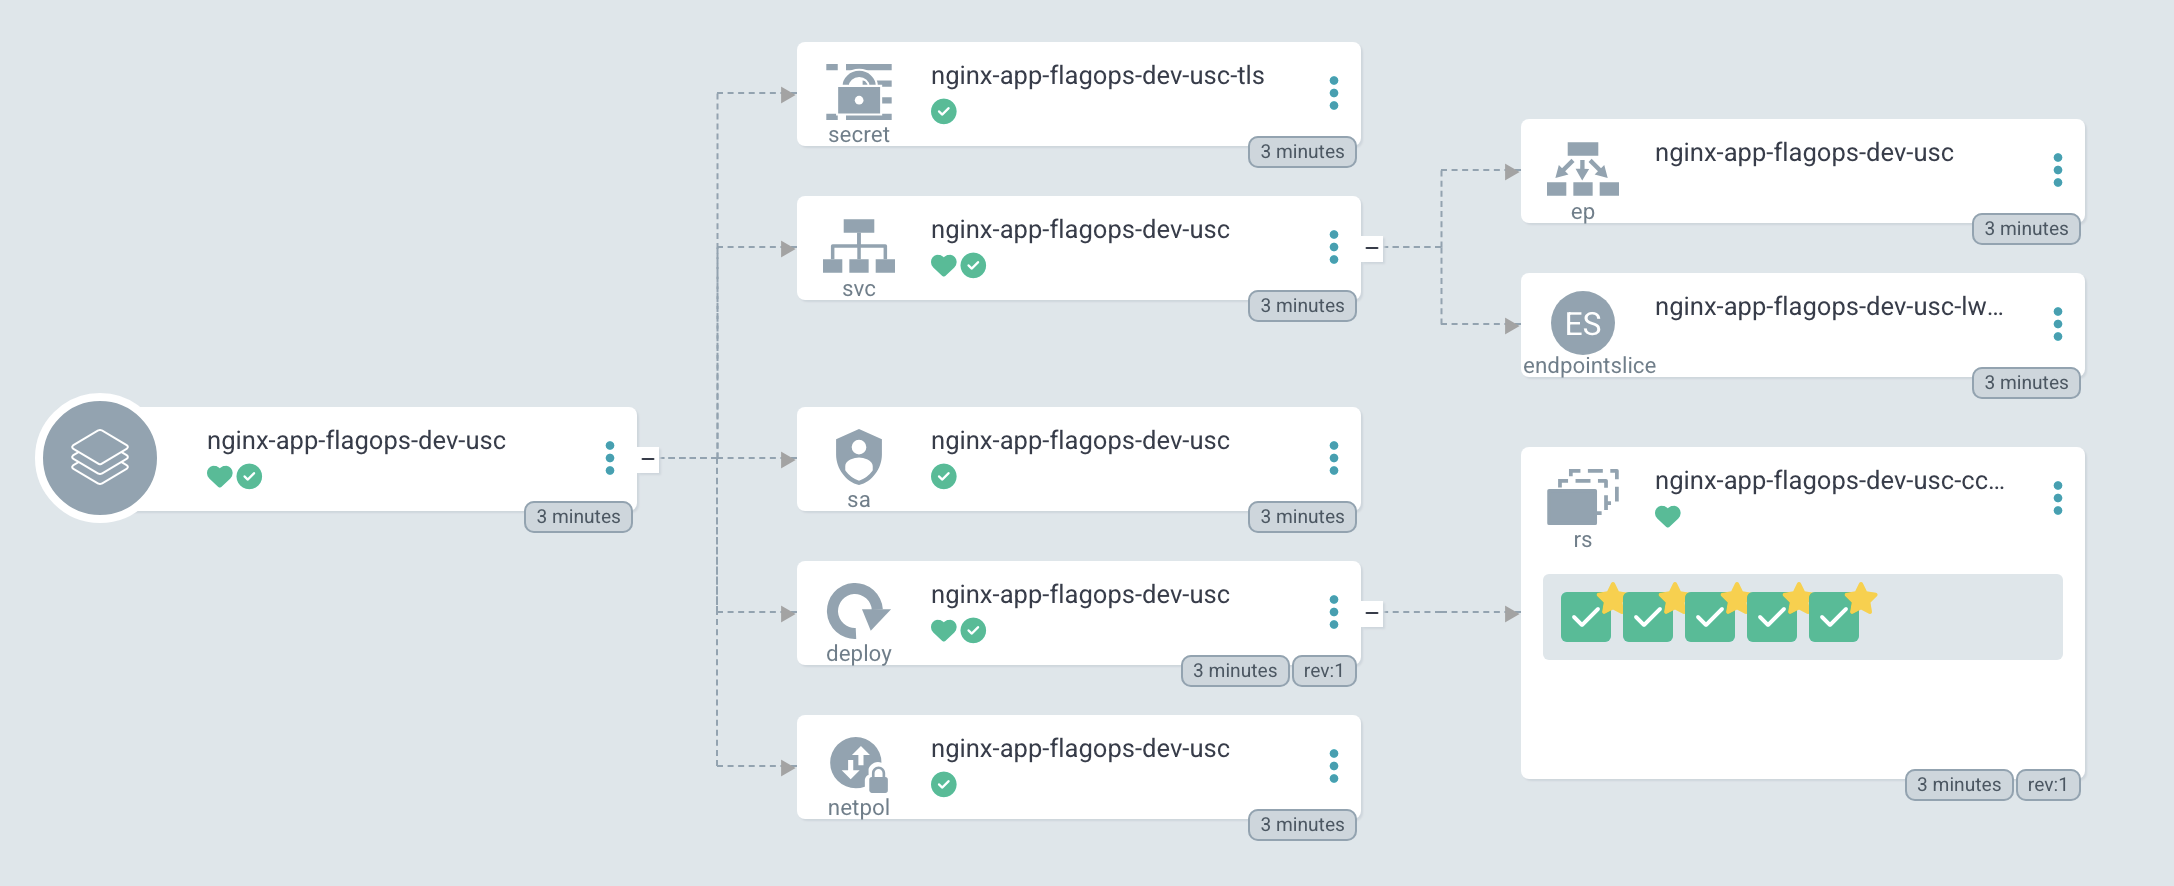 nginx-app-flagops-dev-usc
3 minutes
nginx-app-flagops-dev-usc-tls
secret
3 minutes
nginx-app-flagops-dev-usc
svc
3 minutes
nginx-app-flagops-dev-usc
sa
3 minutes
nginx-app-flagops-dev-usc
deploy
3 minutes rev:1
nginx-app-flagops-dev-usc
netpol
3 minutes
nginx-app-flagops-dev-usc
ep
3 minutes
ES
nginx-app-flagops-dev-usc-lw...
endpointslice
3 minutes
nginx-app-flagops-dev-usc-cc...
rs
3 minutes rev:1